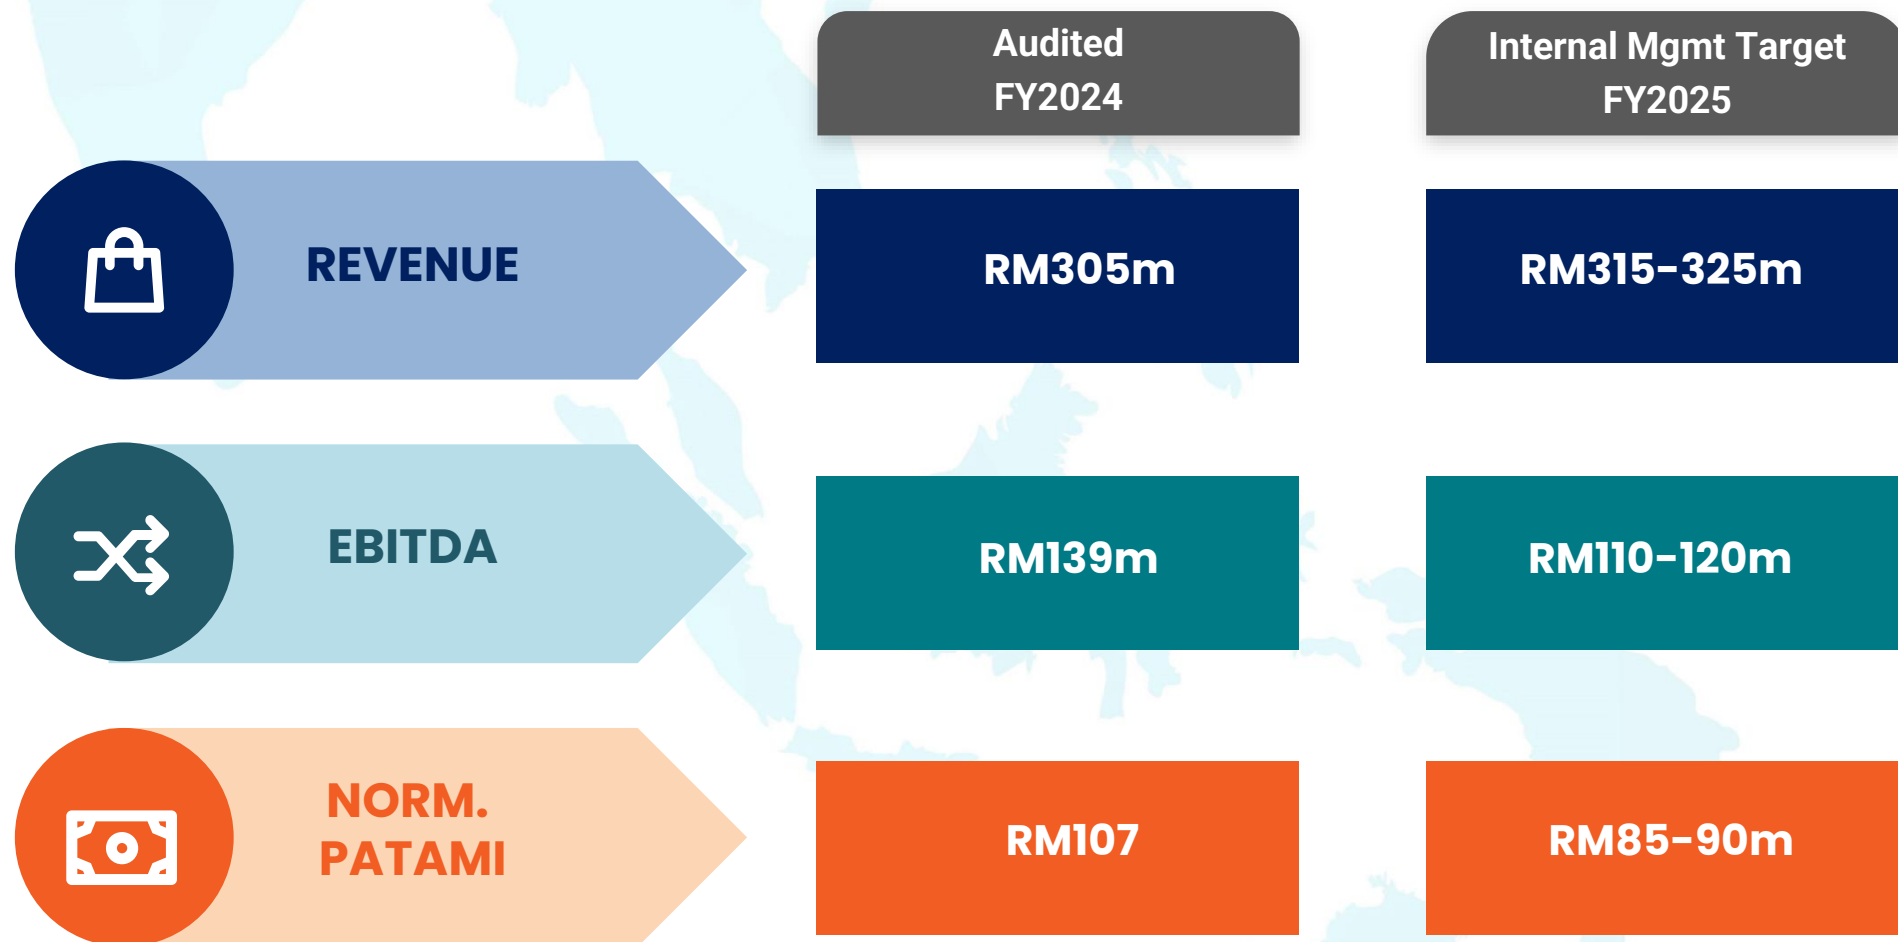 Audited
FY2024
Internal Mgmt Target
FY2025
REVENUE
RM305m
RM315-325m
EBITDA
RM139m
RM110-120m
NORM.
PATAMI
RM107
RM85-90m